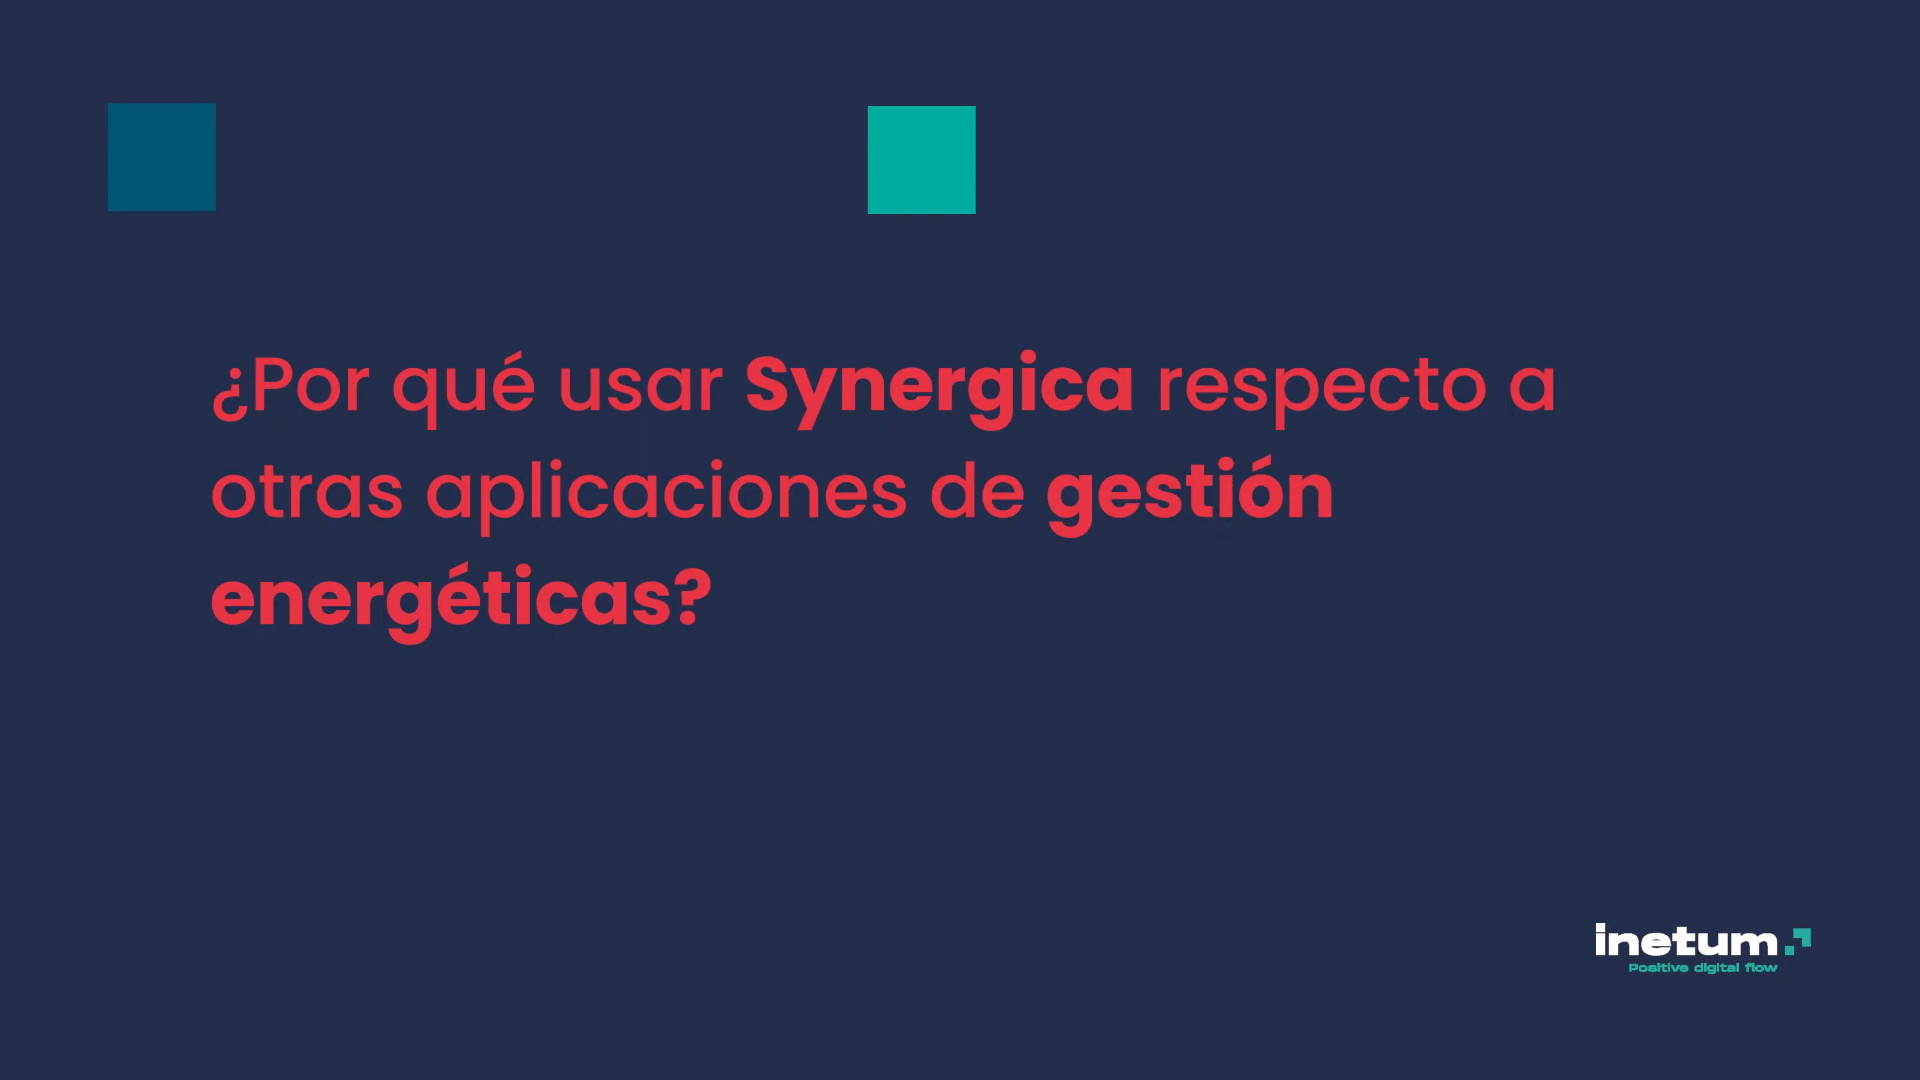 ¿Por qué usar Synergica respecto a
otras aplicaciones de gestión
energéticas?
inetum
Positive digital flow